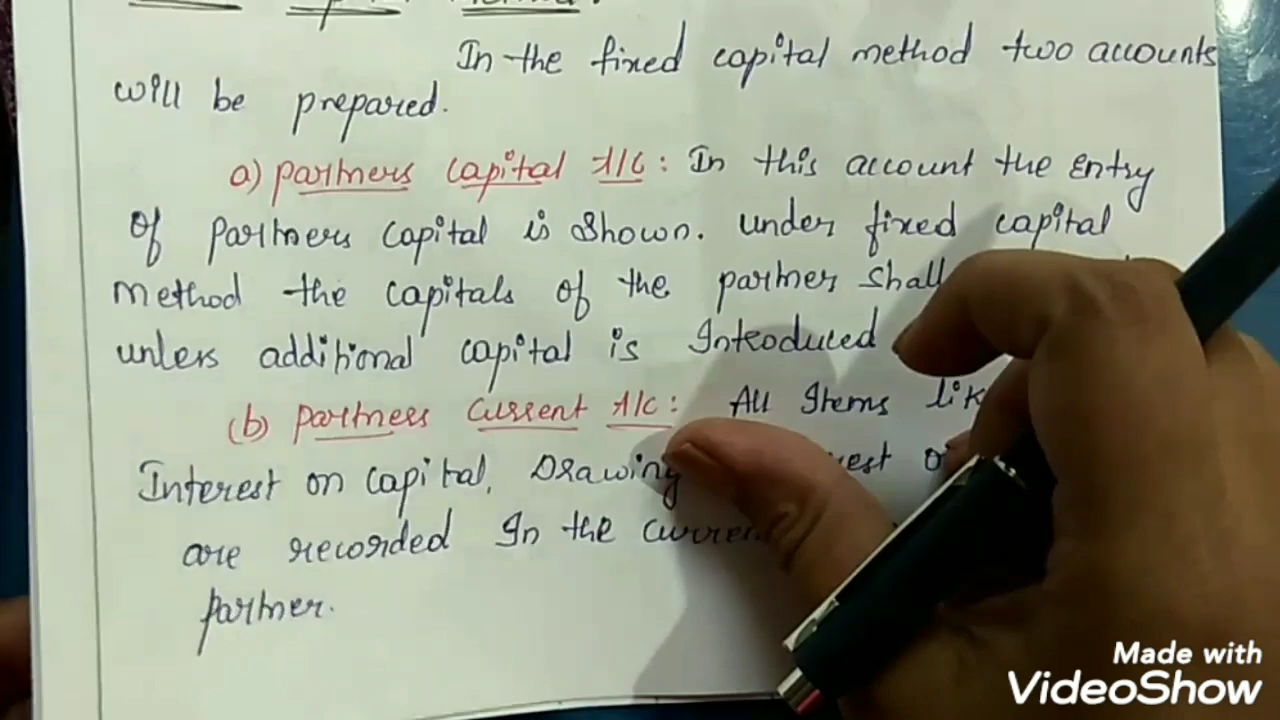 In the fixed capital method two accounts
will be prepared.
a) partners capital A/C: In this account the Entry
of partners capital is shown. under fixed capital
method the capitals of the partner shall
unless additional capital is Introduced
(b) partners current A/c: All Items
Interest on capital, Drawing
are recorded In the
partner.
Made with
VideoShow